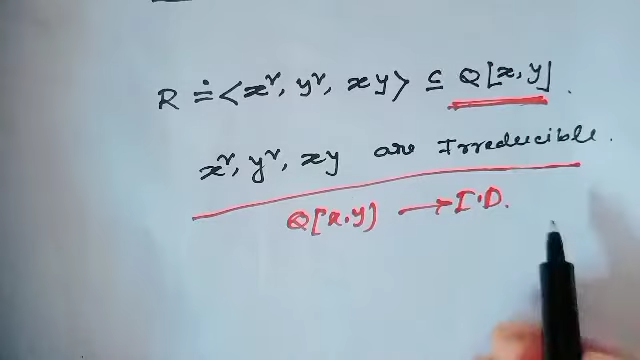 R ≐ <x², y², xy> ⊆ Q[x, y].
x², y², xy are Irreducible.
Q[x,y] → I.D.